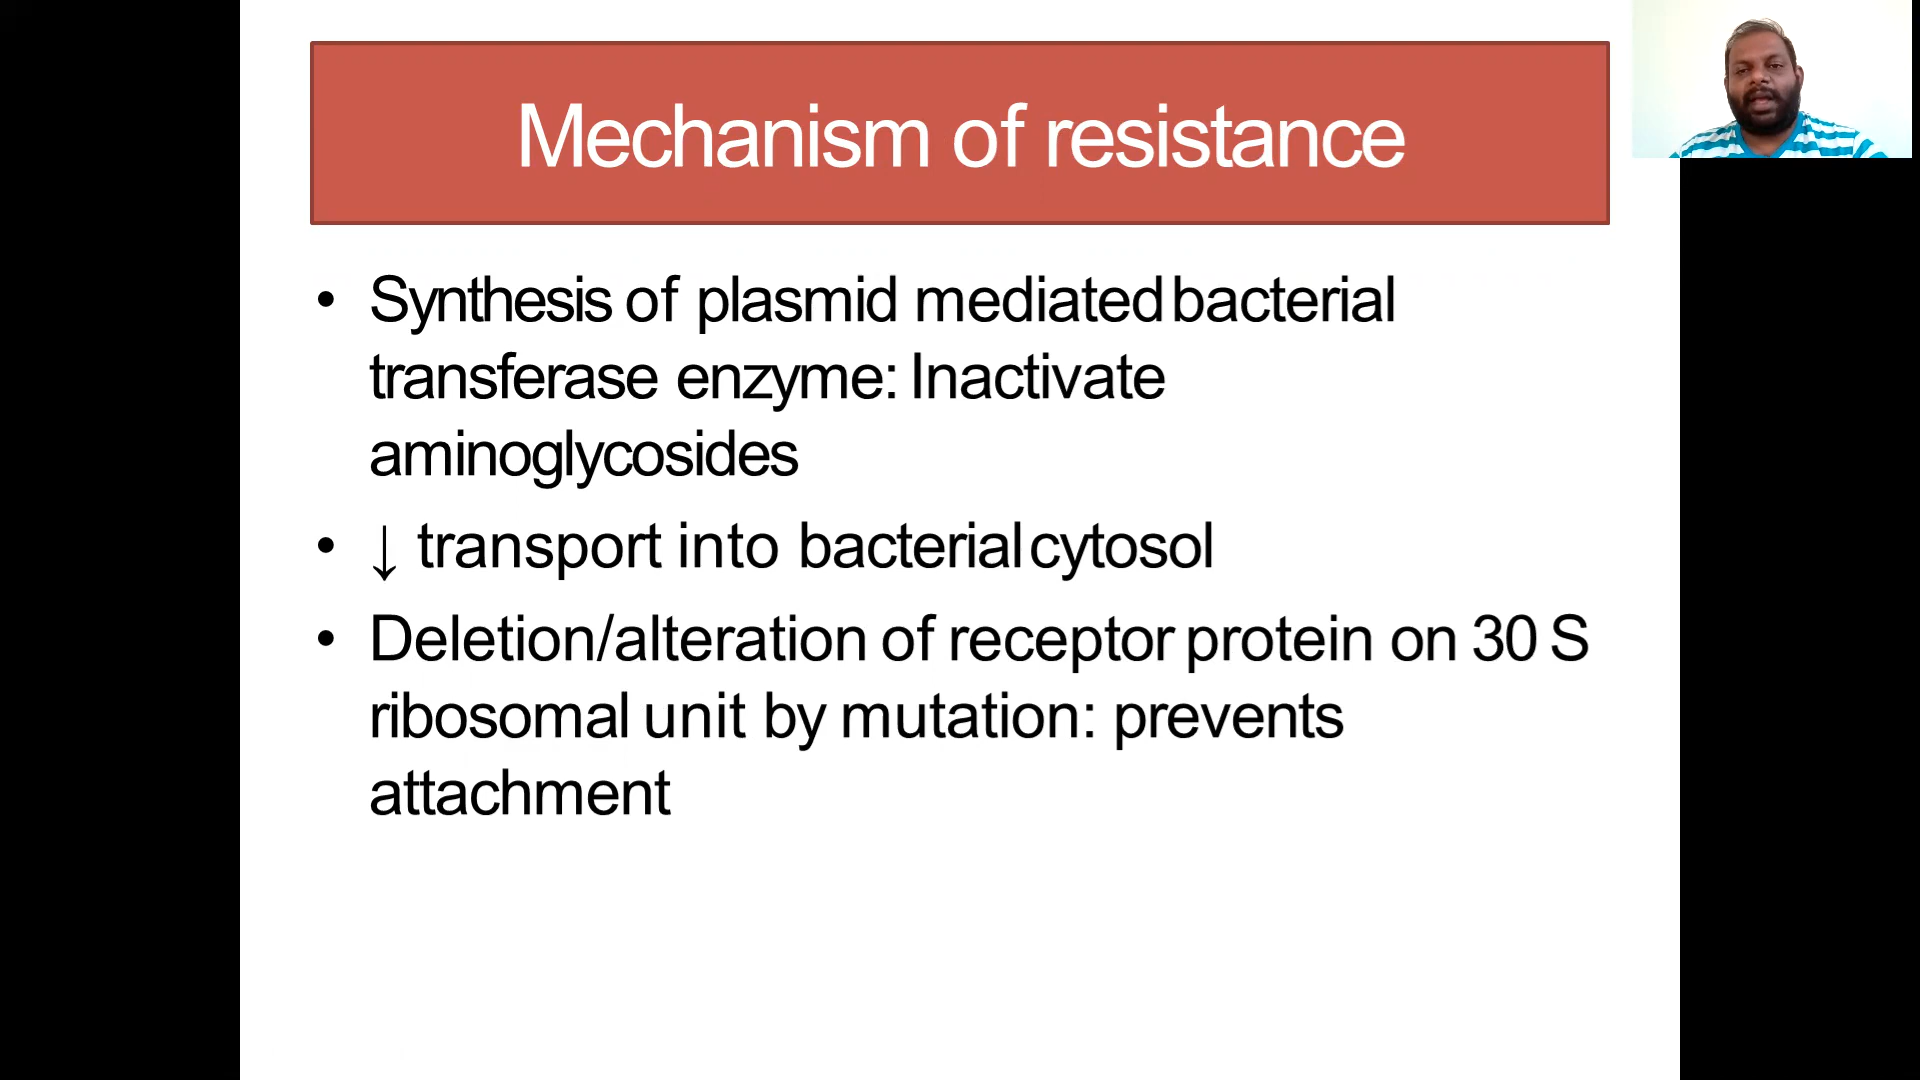 Mechanism of resistance
• Synthesis of plasmid mediated bacterial
transferase enzyme: Inactivate
aminoglycosides
• ↓ transport into bacterial cytosol
• Deletion/alteration of receptor protein on 30 S
ribosomal unit by mutation: prevents
attachment